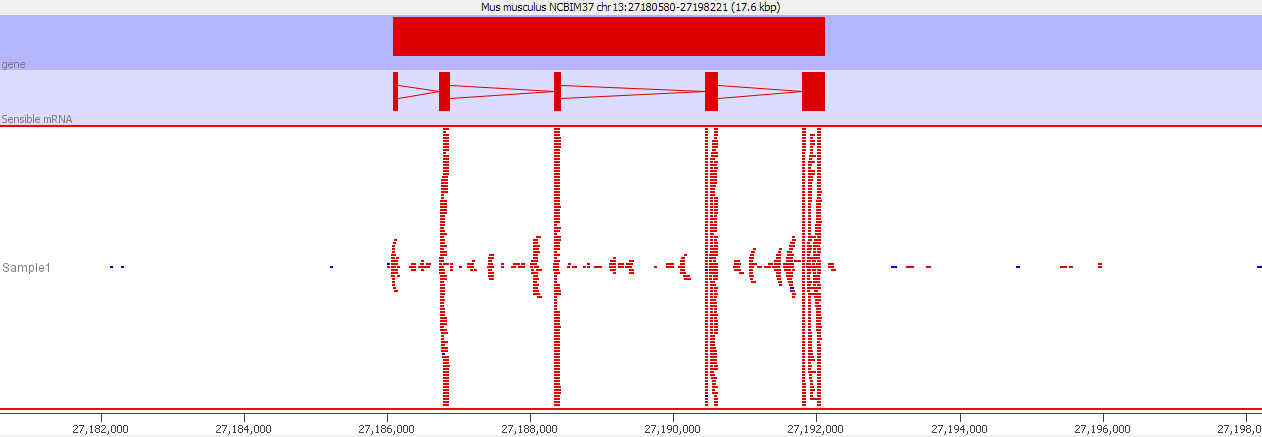 Mus musculus NCBIM37 chr13:27180580-27198221 (17.6 kbp)
gene
Sensible mRNA
Sample1
27,182,000 27,184,000 27,186,000 27,188,000 27,190,000 27,192,000 27,194,000 27,196,000 27,198,0